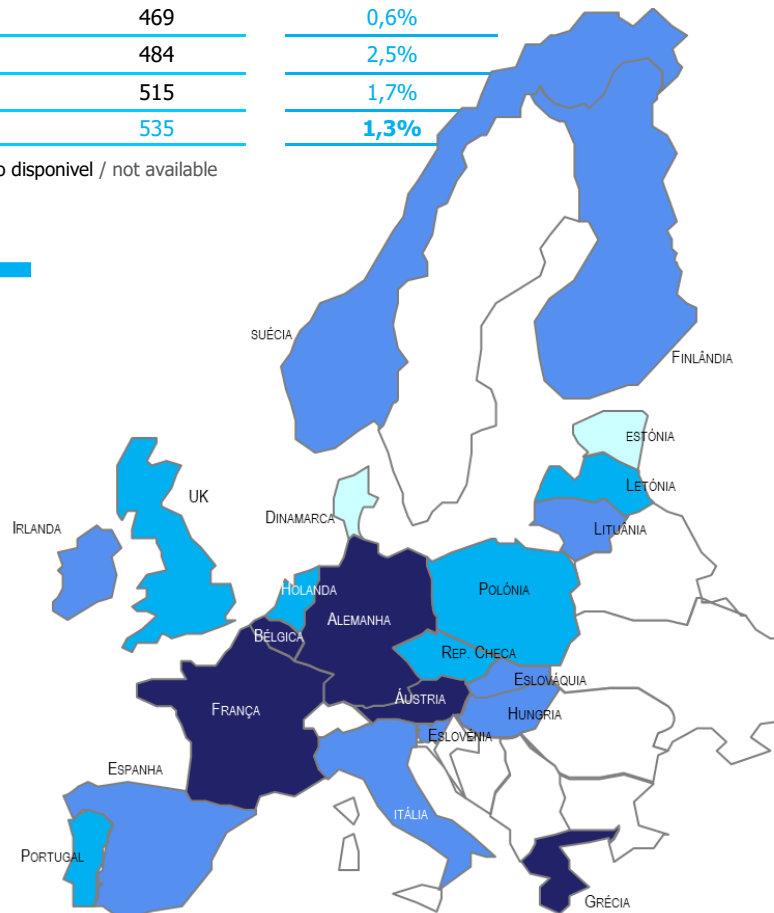 469 0,6%
484 2,5%
515 1,7%
535 1,3%
disponivel / not available
SUÉCIA
FINLÂNDIA
ESTÓNIA
LETÓNIA
LITUÂNIA
DINAMARCA
UK
IRLANDA
HOLANDA
POLÓNIA
ALEMANHA
BÉLGICA
REP. CHECA
ESLOVÁQUIA
ÁUSTRIA
FRANÇA
HUNGRIA
ESLOVÉNIA
ESPANHA
ITÁLIA
PORTUGAL
GRÉCIA